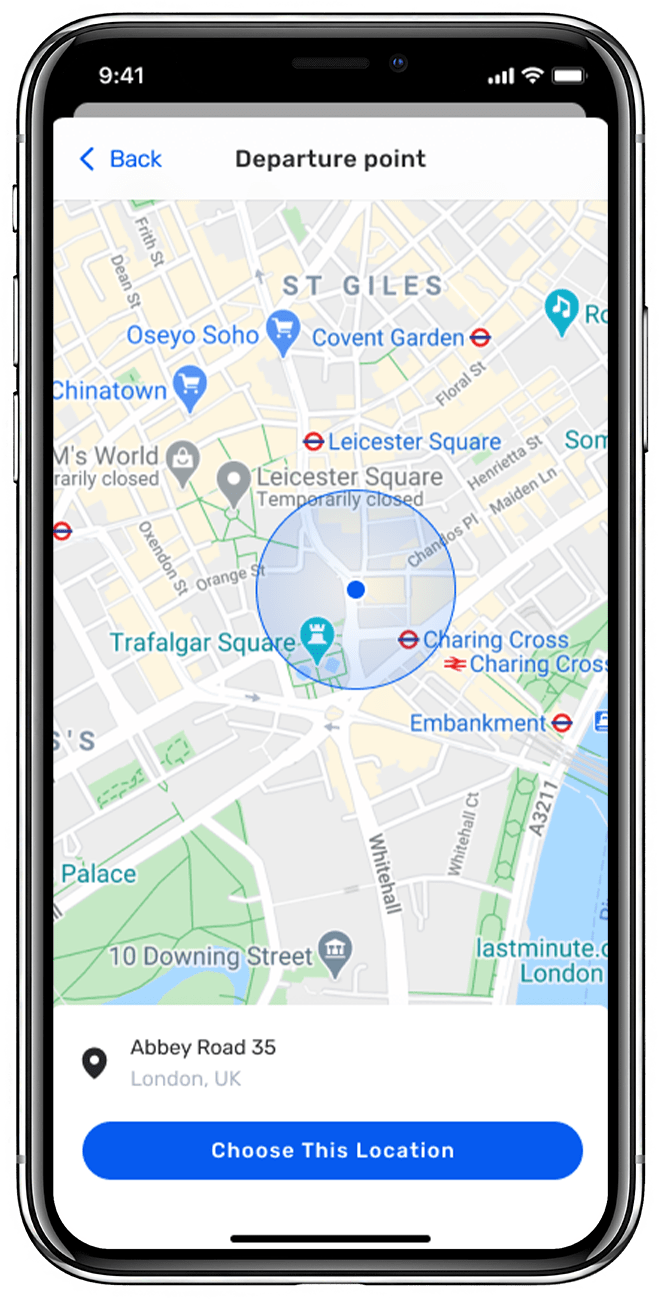 9:41
Back
Departure point
Frith St
Dean St
ST GILES
Oseyo Soho
Covent Garden
Chinatown
Floral St
Leicester Square
M's World
rarily closed
Leicester Square
Temporarily closed
Henrietta St
Som
Maiden Ln
Chandos Pl
Oxendon St
Orange St
Trafalgar Square
Charing Cross
Charing Cross
Embankment
S'S
A3211
Whitehall Ct
Whitehall
Palace
10 Downing Street
lastminute.c
London
Abbey Road 35
London, UK
Choose This Location